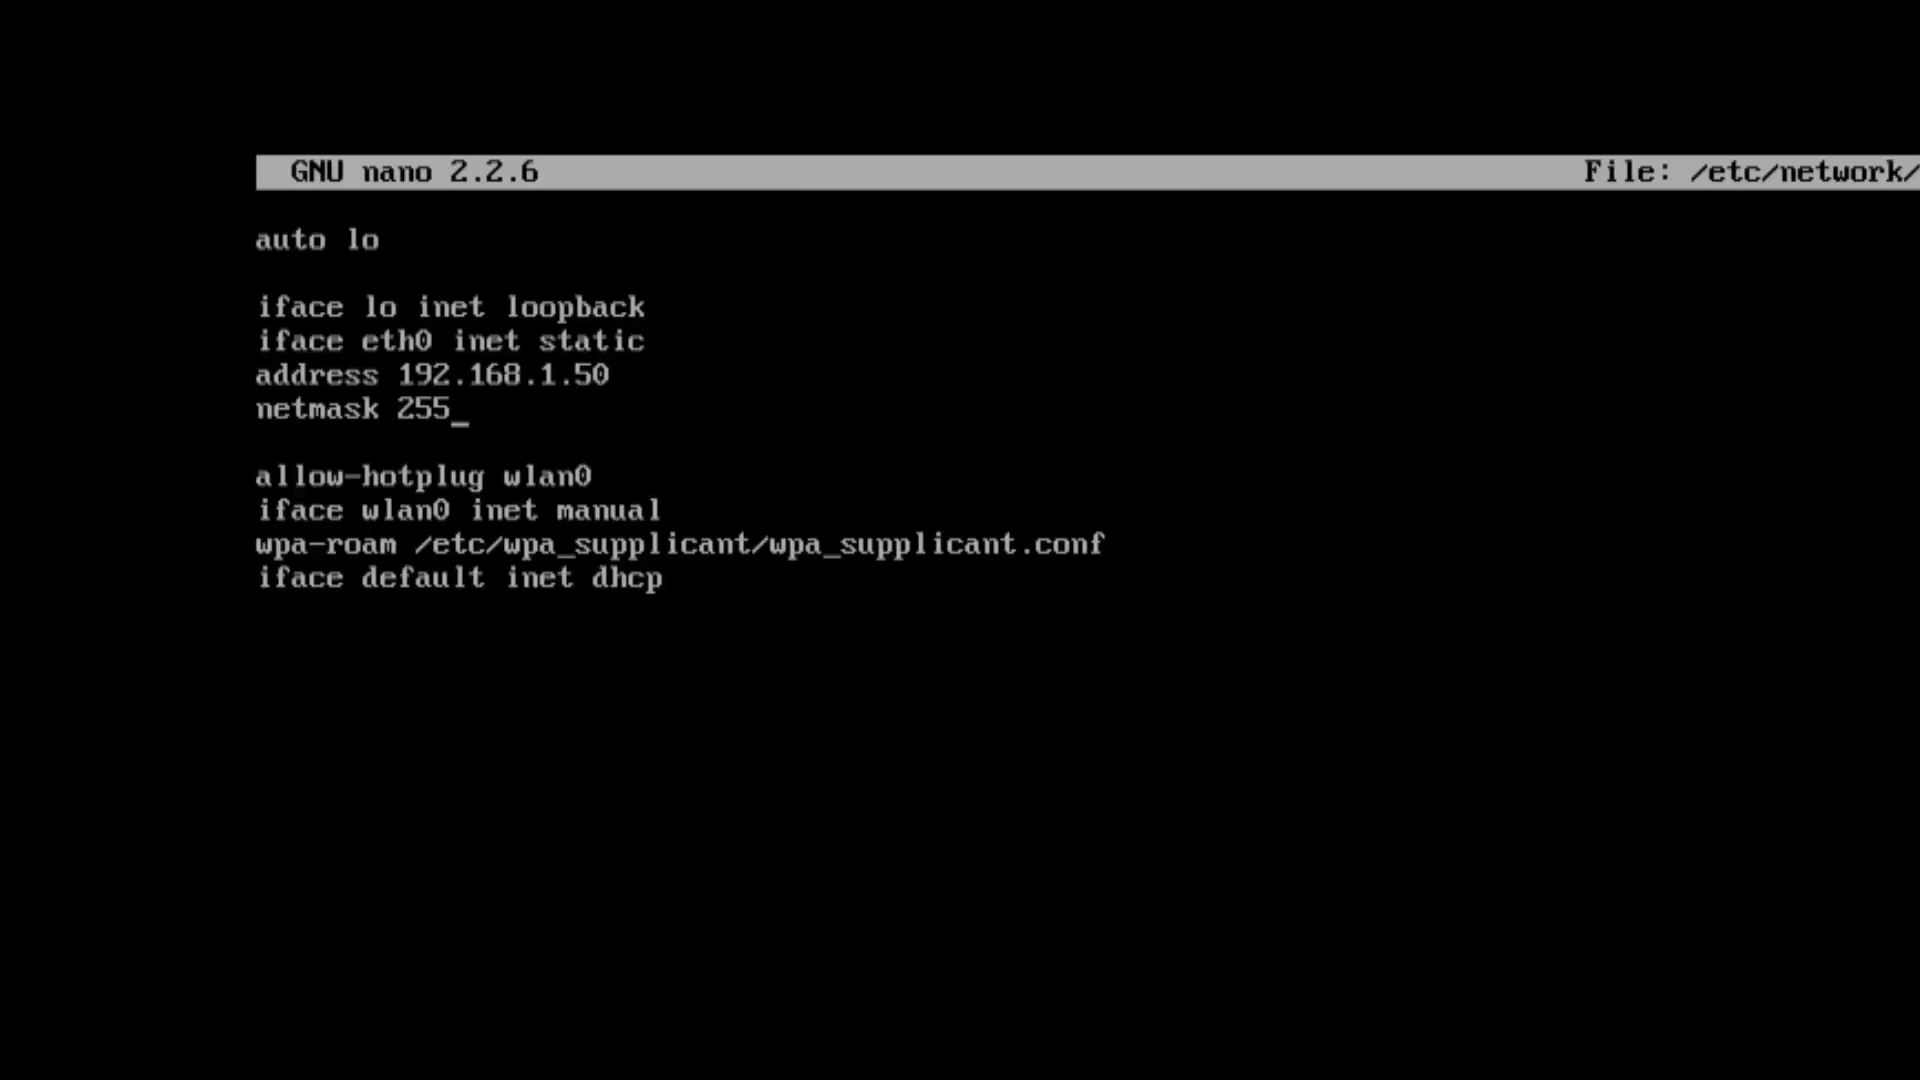 GNU nano 2.2.6 File: /etc/network/
auto lo
iface lo inet loopback
iface eth0 inet static
address 192.168.1.50
netmask 255_
allow-hotplug wlan0
iface wlan0 inet manual
wpa-roam /etc/wpa_supplicant/wpa_supplicant.conf
iface default inet dhcp